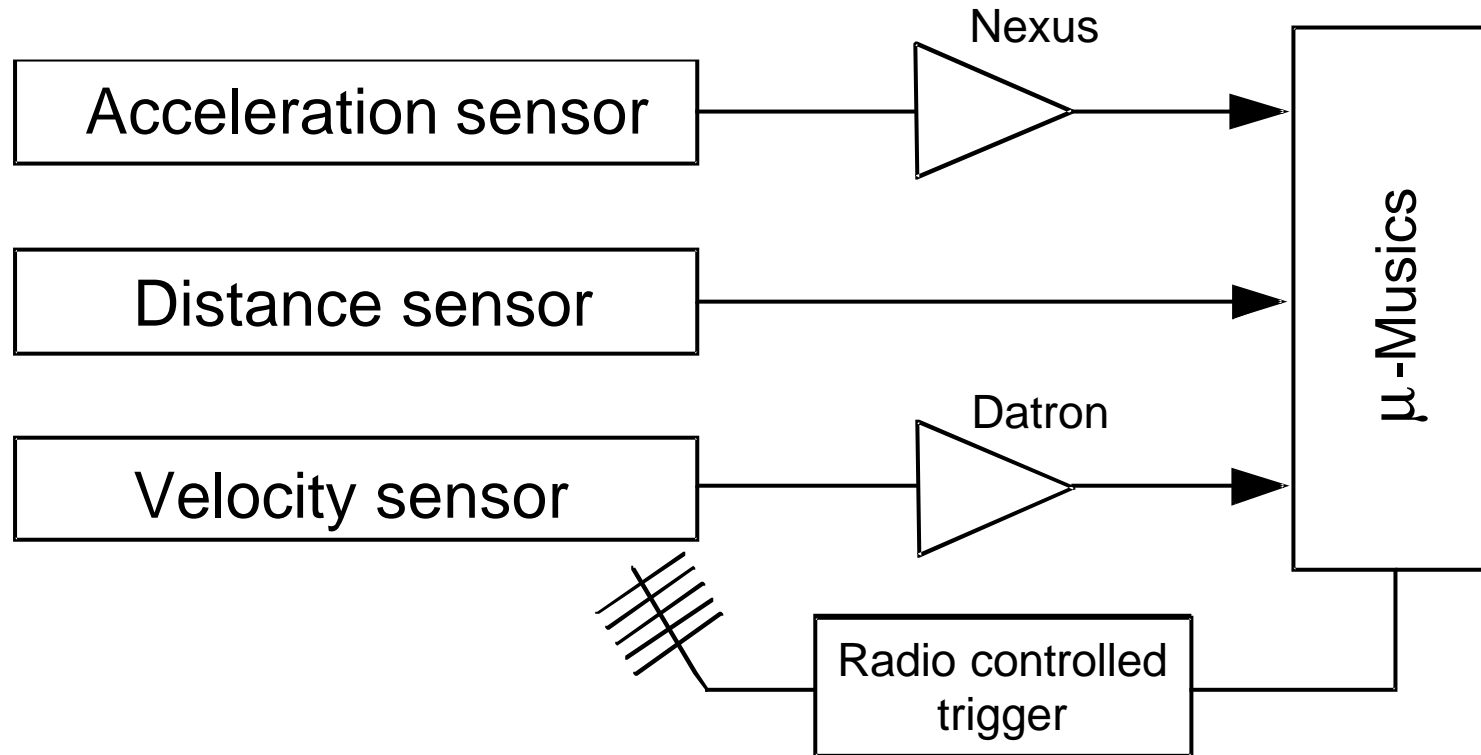 Nexus
Acceleration sensor
Distance sensor
μ-Musics
Datron
Velocity sensor
Radio controlled
trigger